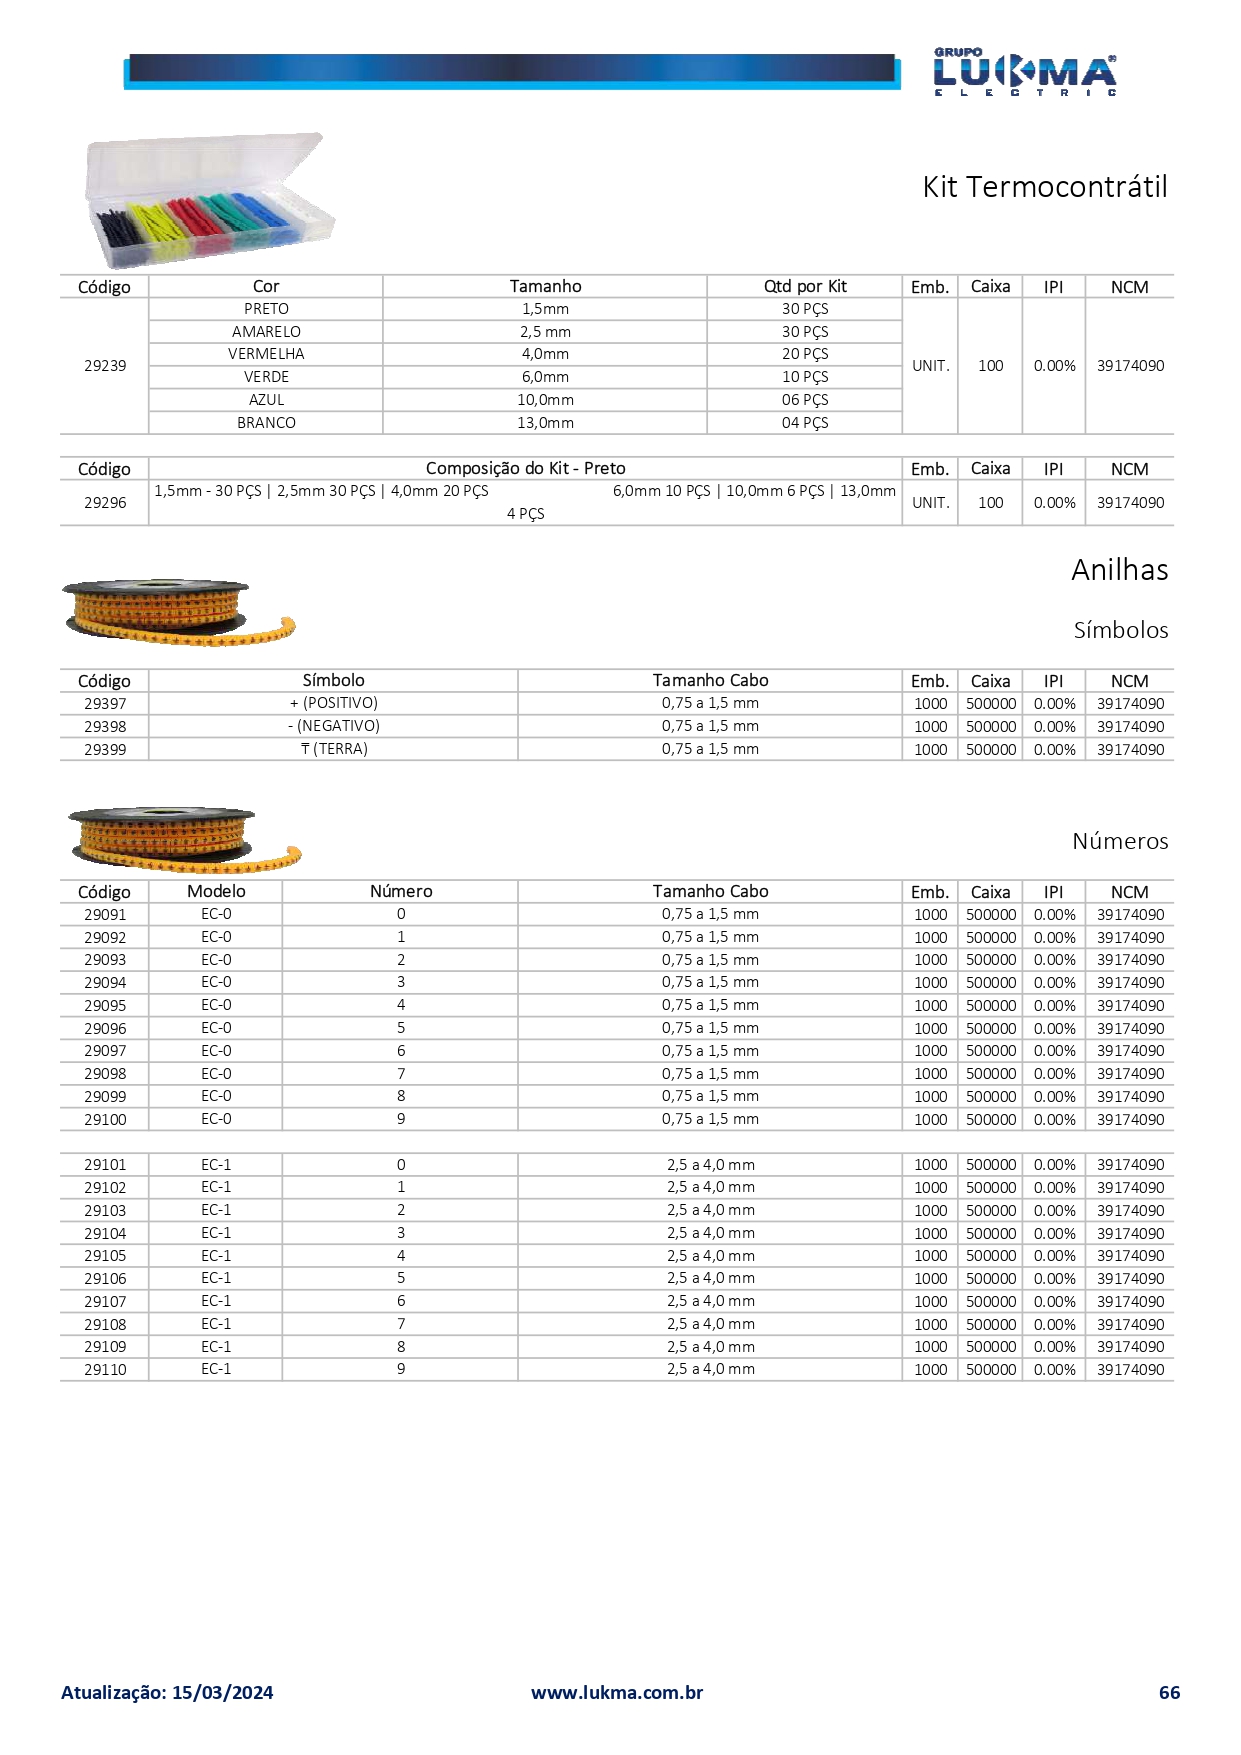 GRUPO
LUKMA
ELECTRIC
Kit Termocontrátil
Código Cor Tamanho Qtd por Kit Emb. Caixa IPI NCM
29239 UNIT. 100 0.00% 39174090
PRETO 1,5mm 30 PÇS
AMARELO 2,5 mm 30 PÇS
VERMELHA 4,0mm 20 PÇS
VERDE 6,0mm 10 PÇS
AZUL 10,0mm 06 PÇS
BRANCO 13,0mm 04 PÇS
Código Composição do Kit - Preto Emb. Caixa IPI NCM
29296 1,5mm - 30 PÇS | 2,5mm 30 PÇS | 4,0mm 20 PÇS 6,0mm 10 PÇS | 10,0mm 6 PÇS | 13,0mm
4 PÇS UNIT. 100 0.00% 39174090
Anilhas
Símbolos
Código Símbolo Tamanho Cabo Emb. Caixa IPI NCM
29397 + (POSITIVO) 0,75 a 1,5 mm 1000 500000 0.00% 39174090
29398 - (NEGATIVO) 0,75 a 1,5 mm 1000 500000 0.00% 39174090
29399 ₸ (TERRA) 0,75 a 1,5 mm 1000 500000 0.00% 39174090
Números
Código Modelo Número Tamanho Cabo Emb. Caixa IPI NCM
29091 EC-0 0 0,75 a 1,5 mm 1000 500000 0.00% 39174090
29092 EC-0 1 0,75 a 1,5 mm 1000 500000 0.00% 39174090
29093 EC-0 2 0,75 a 1,5 mm 1000 500000 0.00% 39174090
29094 EC-0 3 0,75 a 1,5 mm 1000 500000 0.00% 39174090
29095 EC-0 4 0,75 a 1,5 mm 1000 500000 0.00% 39174090
29096 EC-0 5 0,75 a 1,5 mm 1000 500000 0.00% 39174090
29097 EC-0 6 0,75 a 1,5 mm 1000 500000 0.00% 39174090
29098 EC-0 7 0,75 a 1,5 mm 1000 500000 0.00% 39174090
29099 EC-0 8 0,75 a 1,5 mm 1000 500000 0.00% 39174090
29100 EC-0 9 0,75 a 1,5 mm 1000 500000 0.00% 39174090
29101 EC-1 0 2,5 a 4,0 mm 1000 500000 0.00% 39174090
29102 EC-1 1 2,5 a 4,0 mm 1000 500000 0.00% 39174090
29103 EC-1 2 2,5 a 4,0 mm 1000 500000 0.00% 39174090
29104 EC-1 3 2,5 a 4,0 mm 1000 500000 0.00% 39174090
29105 EC-1 4 2,5 a 4,0 mm 1000 500000 0.00% 39174090
29106 EC-1 5 2,5 a 4,0 mm 1000 500000 0.00% 39174090
29107 EC-1 6 2,5 a 4,0 mm 1000 500000 0.00% 39174090
29108 EC-1 7 2,5 a 4,0 mm 1000 500000 0.00% 39174090
29109 EC-1 8 2,5 a 4,0 mm 1000 500000 0.00% 39174090
29110 EC-1 9 2,5 a 4,0 mm 1000 500000 0.00% 39174090
Atualização: 15/03/2024 www.lukma.com.br 66